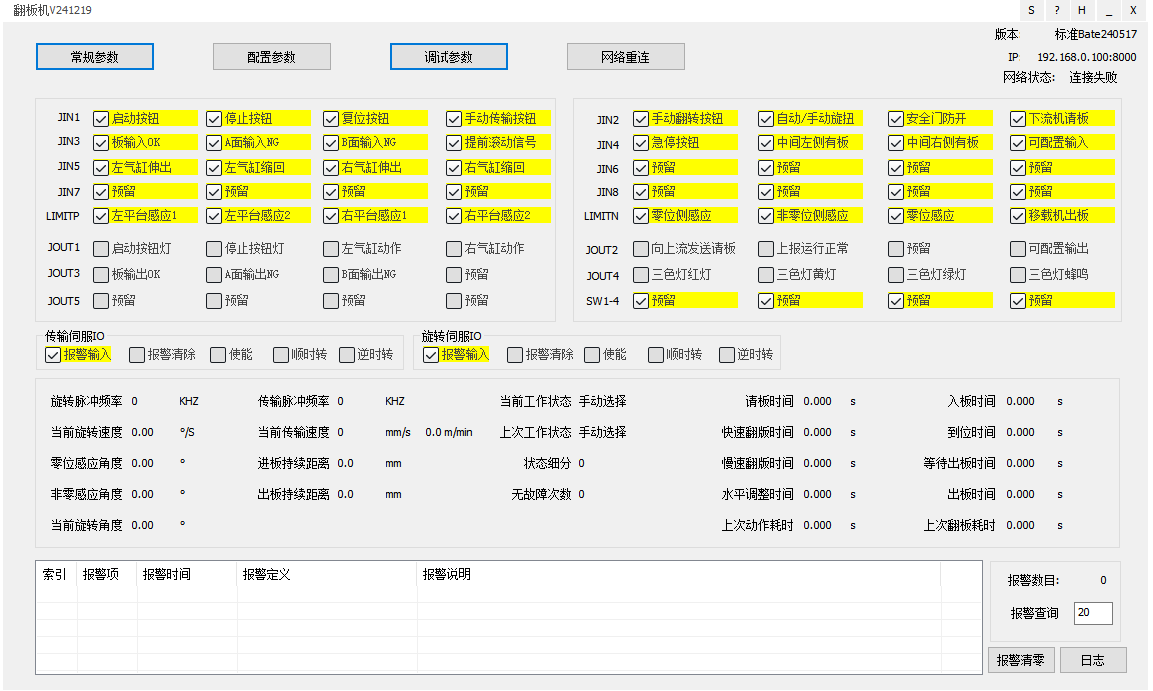 翻板机V241219 S ? H _ X
常规参数 配置参数 调试参数 网络重连
版本 标准Bate240517
IP 192.168.0.100:8000
网络状态: 连接失败
JIN1 启动按钮 停止按钮 复位按钮 手动传输按钮 JIN2 手动翻转按钮 自动/手动旋扭 安全门防开 下流机请板
JIN3 板输入OK A面输入NG B面输入NG 提前滚动信号 JIN4 急停按钮 中间左侧有板 中间右侧有板 可配置输入
JIN5 左气缸伸出 左气缸缩回 右气缸伸出 右气缸缩回 JIN6 预留 预留 预留 预留
JIN7 预留 预留 预留 预留 JIN8 预留 预留 预留 预留
LIMITP 左平台感应1 左平台感应2 右平台感应1 右平台感应2 LIMITN 零位侧感应 非零位侧感应 零位感应 移载机出板
JOUT1 启动按钮灯 停止按钮灯 左气缸动作 右气缸动作 JOUT2 向上流发送请板 上报运行正常 预留 可配置输出
JOUT3 板输出OK A面输出NG B面输出NG 预留 JOUT4 三色灯红灯 三色灯黄灯 三色灯绿灯 三色灯蜂鸣
JOUT5 预留 预留 预留 预留 SW1-4 预留 预留 预留 预留
传输伺服IO 旋转伺服IO
报警输入 报警清除 使能 顺时转 逆时转 报警输入 报警清除 使能 顺时转 逆时转
旋转脉冲频率 0 KHZ 传输脉冲频率 0 KHZ 当前工作状态 手动选择 请板时间 0.000 s 入板时间 0.000 s
当前旋转速度 0.00 °/S 当前传输速度 0 mm/s 0.0 m/min 上次工作状态 手动选择 快速翻版时间 0.000 s 到位时间 0.000 s
零位感应角度 0.00 ° 进板持续距离 0.0 mm 状态细分 0 慢速翻版时间 0.000 s 等待出板时间 0.000 s
非零感应角度 0.00 ° 出板持续距离 0.0 mm 无故障次数 0 水平调整时间 0.000 s 出板时间 0.000 s
当前旋转角度 0.00 ° 上次动作耗时 0.000 s 上次翻板耗时 0.000 s
索引 报警项 报警时间 报警定义 报警说明
报警数目: 0
报警查询 20
报警清零 日志